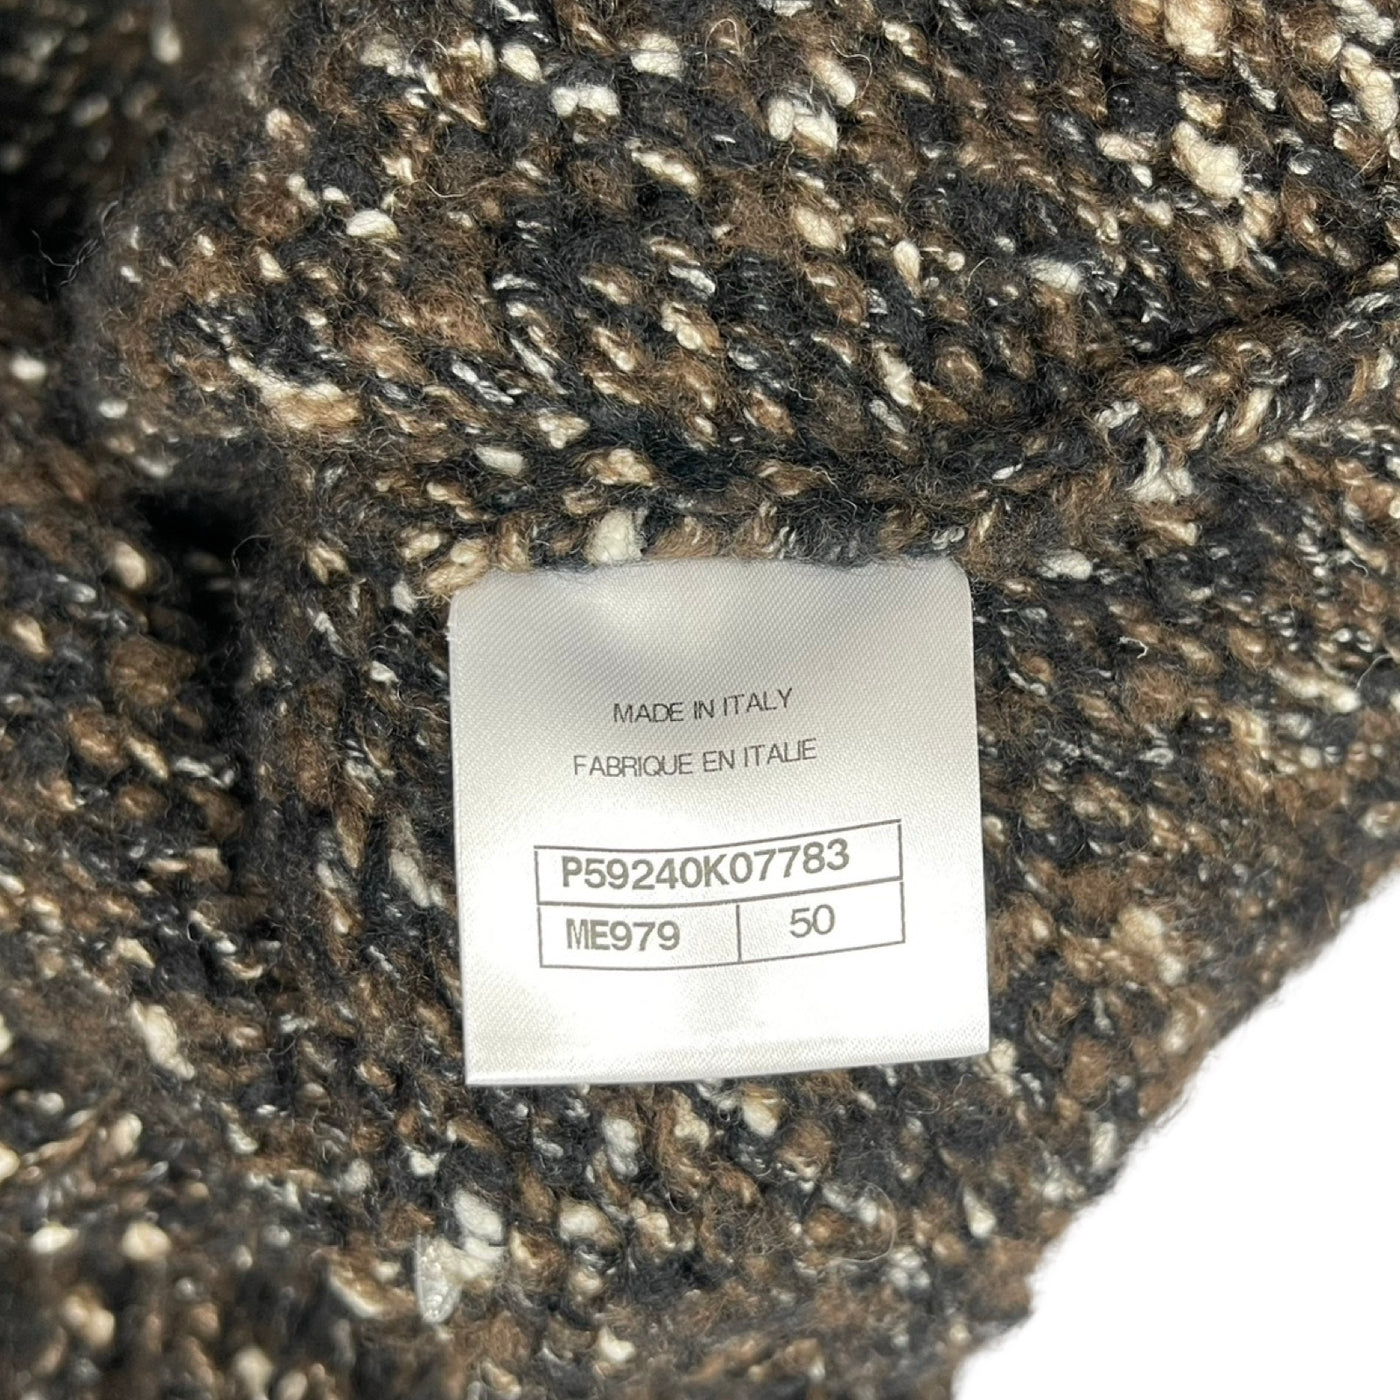 MADE IN ITALY
FABRIQUE EN ITALIE
P59240K07783
ME979 50